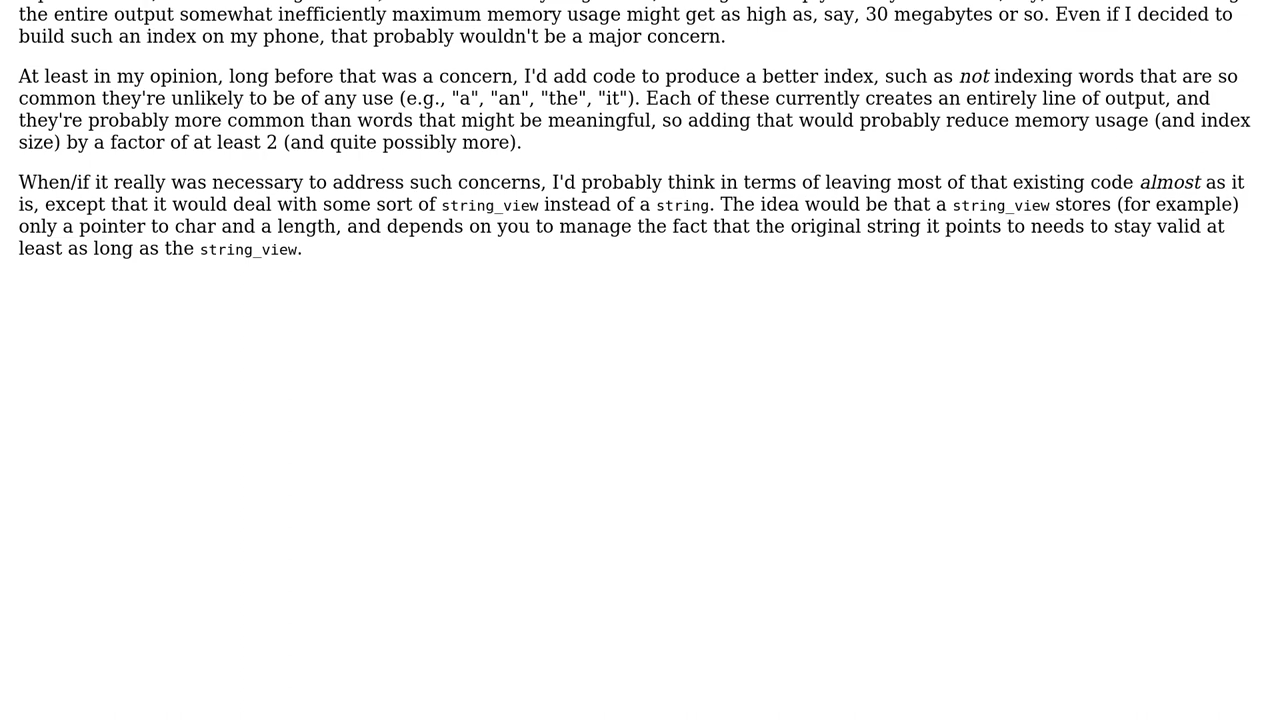 the entire output somewhat inefficiently maximum memory usage might get as high as, say, 30 megabytes or so. Even if I decided to
build such an index on my phone, that probably wouldn't be a major concern.
At least in my opinion, long before that was a concern, I'd add code to produce a better index, such as not indexing words that are so
common they're unlikely to be of any use (e.g., "a", "an", "the", "it"). Each of these currently creates an entirely line of output, and
they're probably more common than words that might be meaningful, so adding that would probably reduce memory usage (and index
size) by a factor of at least 2 (and quite possibly more).
When/if it really was necessary to address such concerns, I'd probably think in terms of leaving most of that existing code almost as it
is, except that it would deal with some sort of string_view instead of a string. The idea would be that a string_view stores (for example)
only a pointer to char and a length, and depends on you to manage the fact that the original string it points to needs to stay valid at
least as long as the string_view.